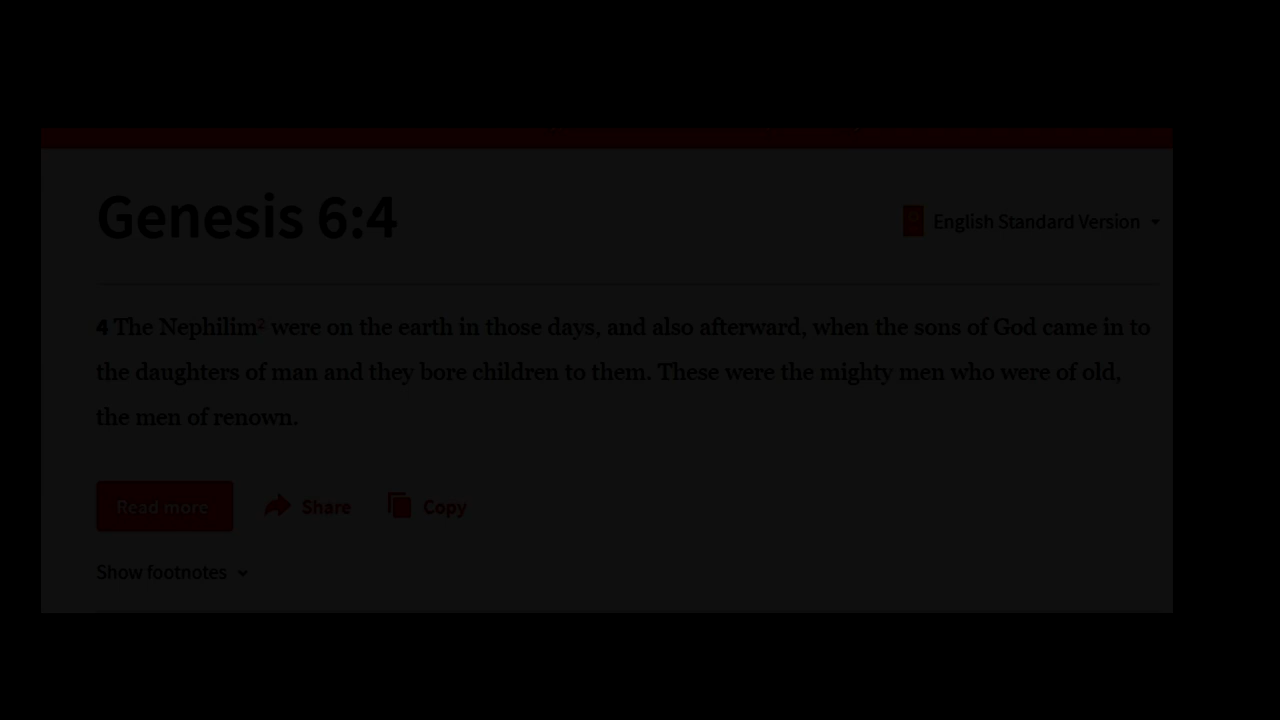 Genesis 6:4
English Standard Version
4 The Nephilim² were on the earth in those days, and also afterward, when the sons of God came in to
the daughters of man and they bore children to them. These were the mighty men who were of old,
the men of renown.
Read more Share Copy
Show footnotes